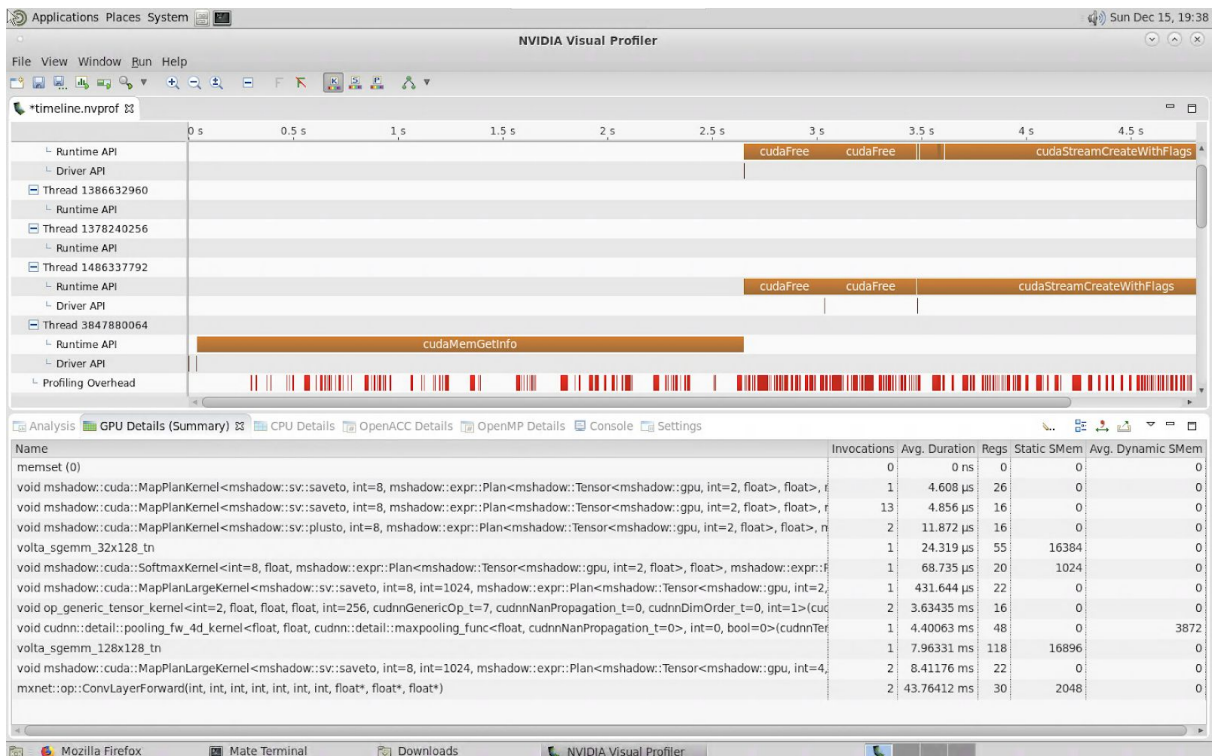 Applications Places System Sun Dec 15, 19:38
NVIDIA Visual Profiler
File View Window Run Help
*timeline.nvprof
0 s 0.5 s 1 s 1.5 s 2 s 2.5 s 3 s 3.5 s 4 s 4.5 s
Runtime API cudaFree cudaFree cudaStreamCreateWithFlags
Driver API
Thread 1386632960
Runtime API
Thread 1378240256
Runtime API
Thread 1486337792
Runtime API cudaFree cudaFree cudaStreamCreateWithFlags
Driver API
Thread 3847880064
Runtime API cudaMemGetInfo
Driver API
Profiling Overhead
Analysis GPU Details (Summary) CPU Details OpenACC Details OpenMP Details Console Settings
Name Invocations Avg. Duration Regs Static SMem Avg. Dynamic SMem
memset (0) 0 0 ns 0 0 0
void mshadow::cuda::MapPlanKernel<mshadow::sv::saveto, int=8, mshadow::expr::Plan<mshadow::Tensor<mshadow::gpu, int=2, float>, float>, 1 4.608 µs 26 0 0
void mshadow::cuda::MapPlanKernel<mshadow::sv::saveto, int=8, mshadow::expr::Plan<mshadow::Tensor<mshadow::gpu, int=2, float>, float>, 13 4.856 µs 16 0 0
void mshadow::cuda::MapPlanKernel<mshadow::sv::plusto, int=8, mshadow::expr::Plan<mshadow::Tensor<mshadow::gpu, int=2, float>, float>, 2 11.872 µs 16 0 0
volta_sgemm_32x128_tn 1 24.319 µs 55 16384 0
void mshadow::cuda::SoftmaxKernel<int=8, float, mshadow::expr::Plan<mshadow::Tensor<mshadow::gpu, int=2, float>, float>, mshadow::expr::F 1 68.735 µs 20 1024 0
void mshadow::cuda::MapPlanLargeKernel<mshadow::sv::saveto, int=8, int=1024, mshadow::expr::Plan<mshadow::Tensor<mshadow::gpu, int=2, 1 431.644 µs 22 0 0
void op_generic_tensor_kernel<int=2, float, float, float, int=256, cudnnGenericOp_t=7, cudnnNanPropagation_t=0, cudnnDimOrder_t=0, int=1>(cud 2 3.63435 ms 16 0 0
void cudnn::detail::pooling_fw_4d_kernel<float, float, cudnn::detail::maxpooling_func<float, cudnnNanPropagation_t=0>, int=0, bool=0>(cudnnTer 1 4.40063 ms 48 0 3872
volta_sgemm_128x128_tn 1 7.96331 ms 118 16896 0
void mshadow::cuda::MapPlanLargeKernel<mshadow::sv::saveto, int=8, int=1024, mshadow::expr::Plan<mshadow::Tensor<mshadow::gpu, int=4, 2 8.41176 ms 22 0 0
mxnet::op::ConvLayerForward(int, int, int, int, int, int, int, float*, float*, float*) 2 43.76412 ms 30 2048 0
Mozilla Firefox Mate Terminal Downloads NVIDIA Visual Profiler